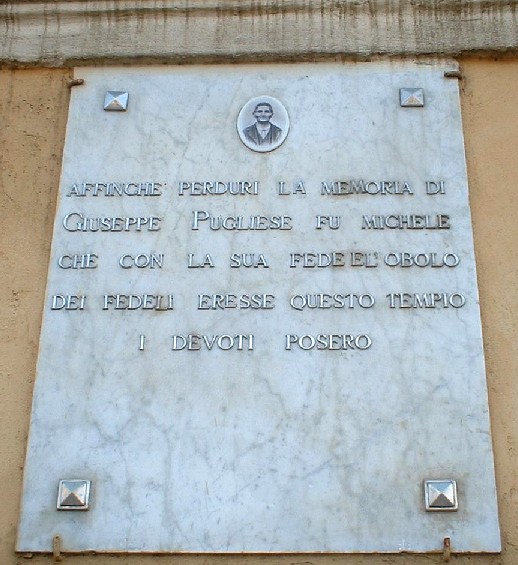 AFFINCHE PERDURI LA MEMORIA DI
GIUSEPPE PUGLIESE FU MICHELE
CHE CON LA SUA FEDE E L'OBOLO
DEI FEDELI ERESSE QUESTO TEMPIO
I DEVOTI POSERO